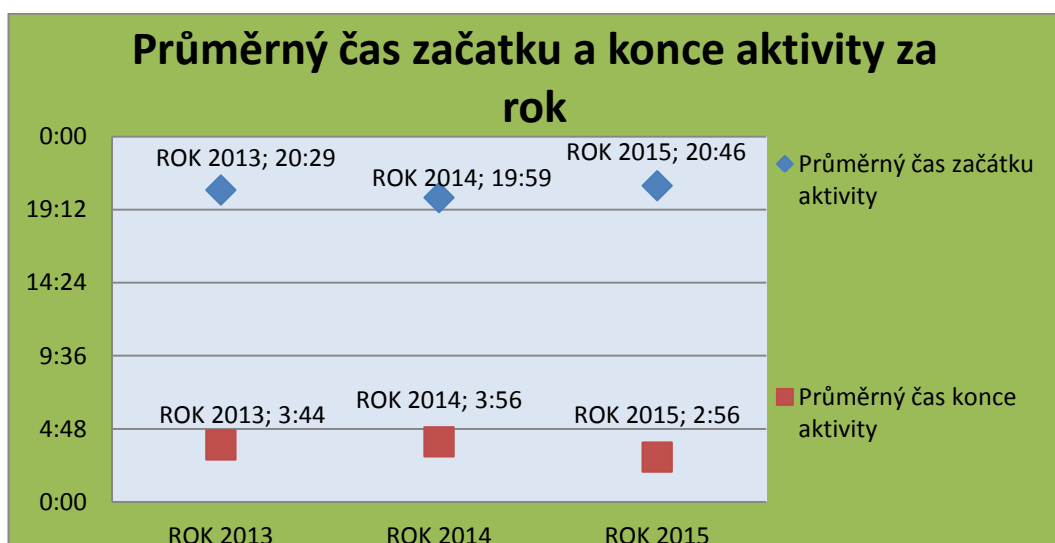 Průměrný čas začatku a konce aktivity za
rok
0:00
19:12
14:24
9:36
4:48
0:00
ROK 2013; 20:29
ROK 2014; 19:59
ROK 2015; 20:46
ROK 2013; 3:44
ROK 2014; 3:56
ROK 2015; 2:56
ROK 2013
ROK 2014
ROK 2015
Průměrný čas začátku
aktivity
Průměrný čas konce
aktivity